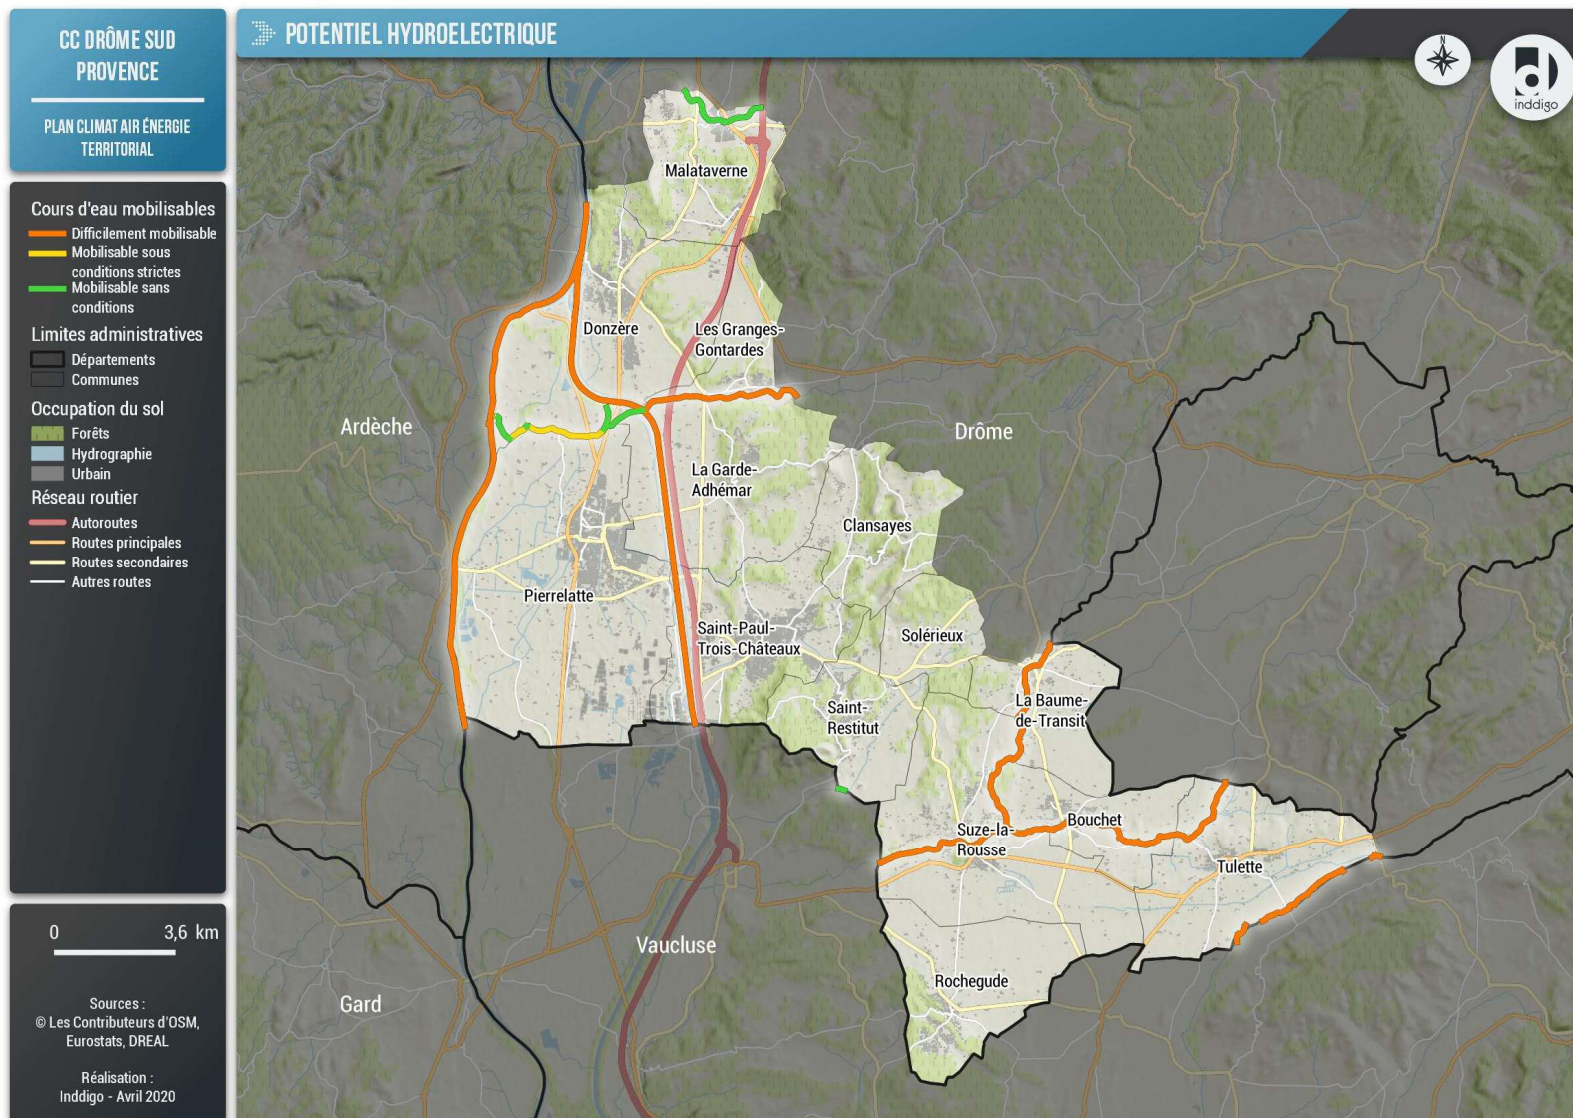 CC DRÔME SUD
PROVENCE
PLAN CLIMAT AIR ÉNERGIE
TERRITORIAL
POTENTIEL HYDROELECTRIQUE
N
inddigo
Cours d'eau mobilisables
Difficilement mobilisable
Mobilisable sous
conditions strictes
Mobilisable sans
conditions
Limites administratives
Départements
Communes
Occupation du sol
Forêts
Hydrographie
Urbain
Réseau routier
Autoroutes
Routes principales
Routes secondaires
Autres routes
0 3,6 km
Sources :
© Les Contributeurs d'OSM,
Eurostats, DREAL
Réalisation :
Inddigo - Avril 2020
Malataverne
Donzère
Les Granges-
Gontardes
Ardèche
Drôme
La Garde-
Adhémar
Clansayes
Pierrelatte
Saint-Paul-
Trois-Châteaux
Solérieux
Saint-
Restitut
La Baume-
de-Transit
Bouchet
Suze-la-
Rousse
Tulette
Vaucluse
Rochegude
Gard